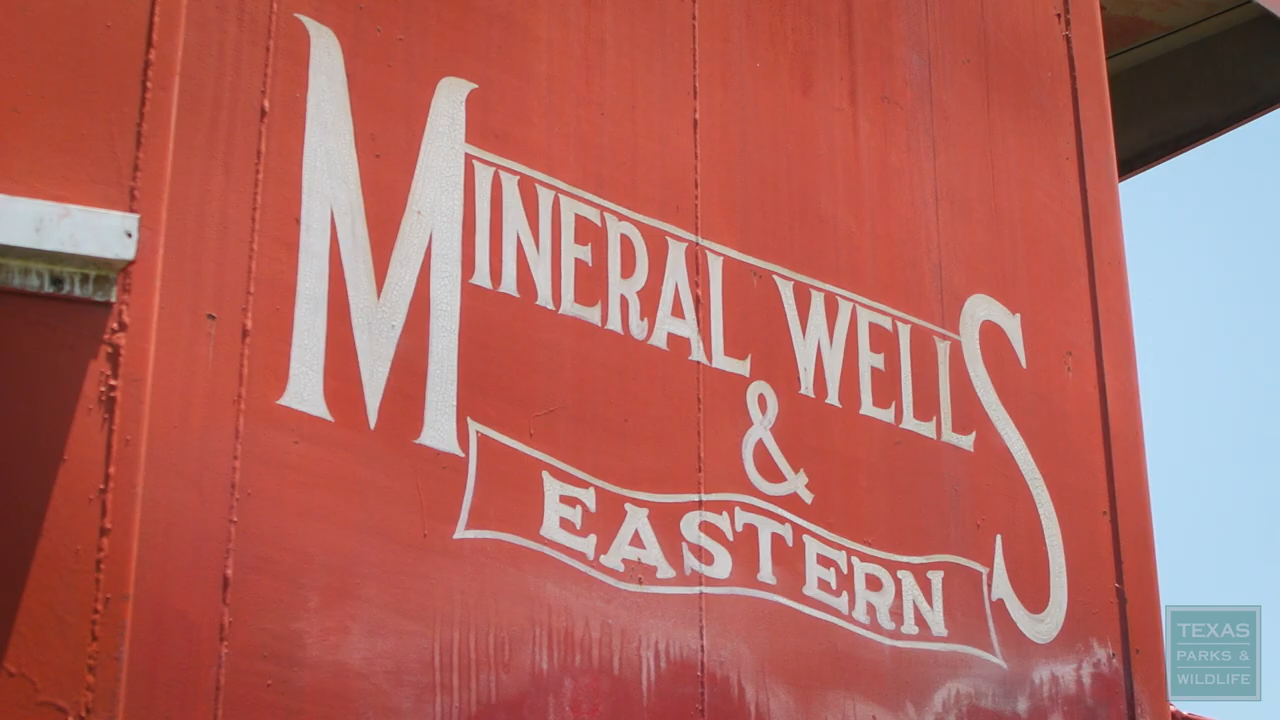 MINERAL WELLS
&
EASTERN
TEXAS
PARKS &
WILDLIFE